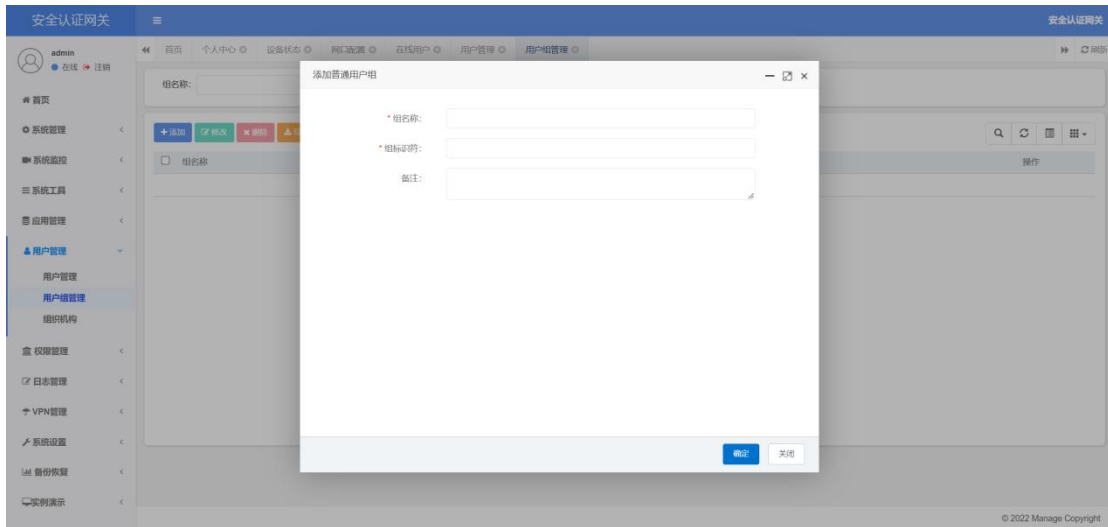 安全认证网关
安全认证网关
admin
在线 注销
首页 个人中心 设备状态 网口配置 在线用户 用户管理 用户组管理
刷新
添加普通用户组
组名称:
* 组名称:
* 组标识符:
备注:
添加 修改 删除
组名称
操作
首页
系统管理
系统监控
系统工具
应用管理
用户管理
用户管理
用户组管理
组织机构
权限管理
日志管理
VPN管理
系统设置
备份恢复
实例演示
确定 关闭
© 2022 Manage Copyright